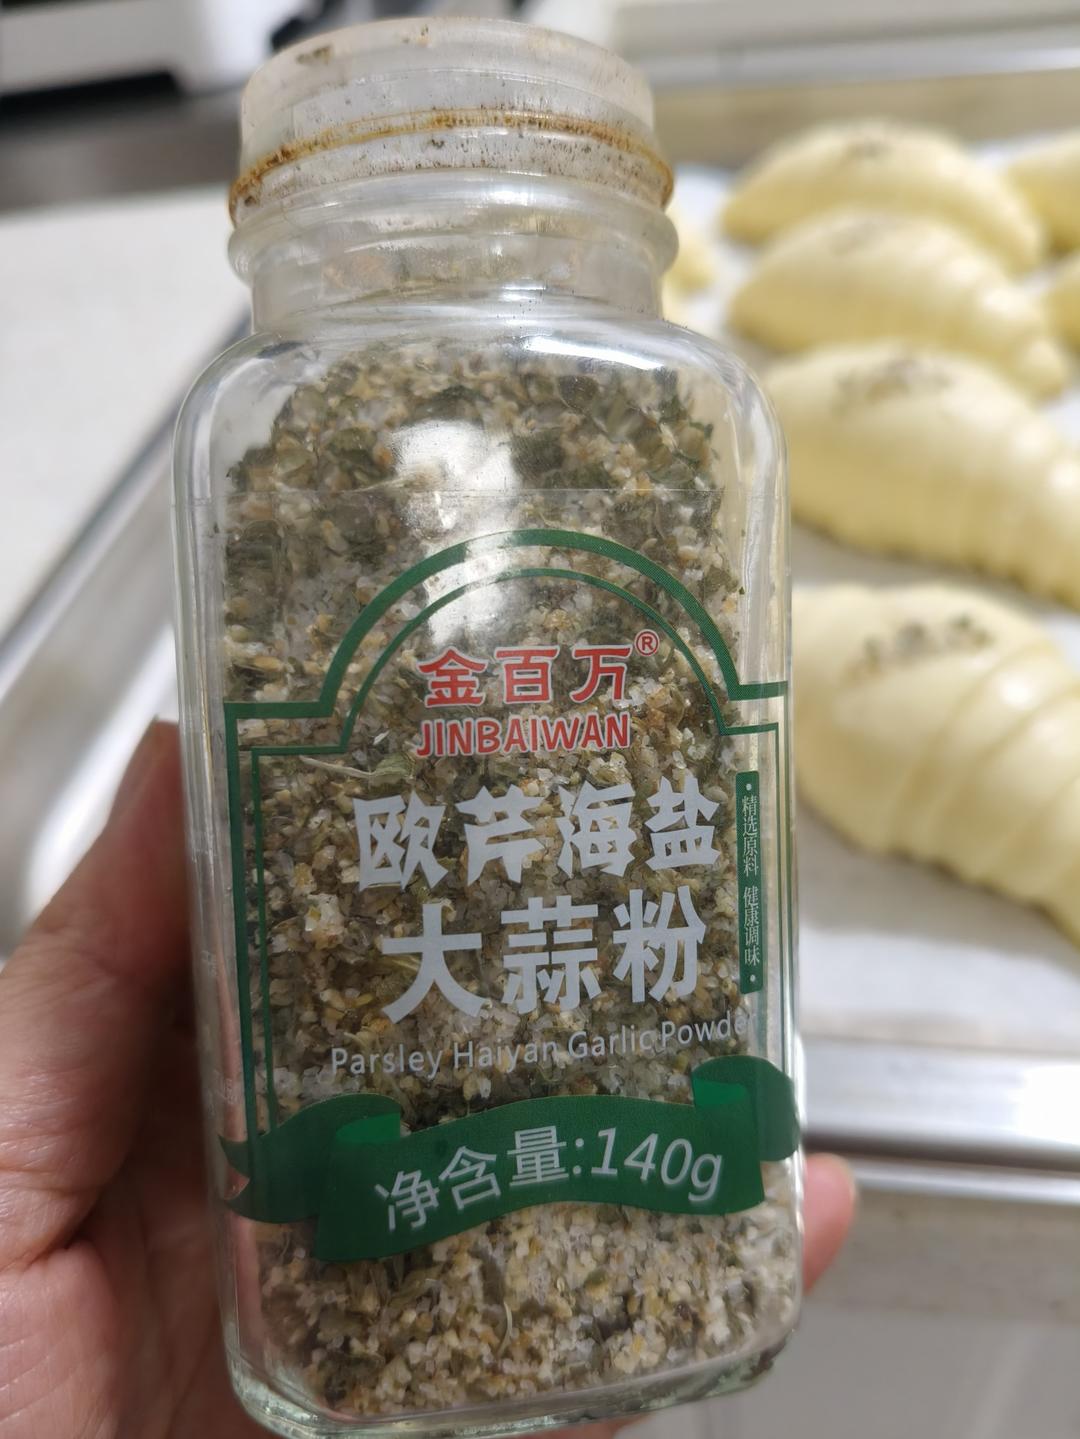 金百万®
JINBAIWAN
欧芹海盐
大蒜粉
Parsley Haiyan Garlic Powder
·精选原料 健康调味·
净含量:140g